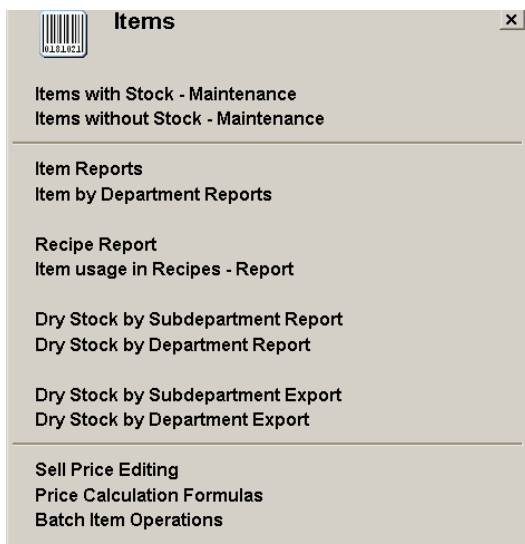 Items
Items with Stock - Maintenance
Items without Stock - Maintenance
Item Reports
Item by Department Reports
Recipe Report
Item usage in Recipes - Report
Dry Stock by Subdepartment Report
Dry Stock by Department Report
Dry Stock by Subdepartment Export
Dry Stock by Department Export
Sell Price Editing
Price Calculation Formulas
Batch Item Operations